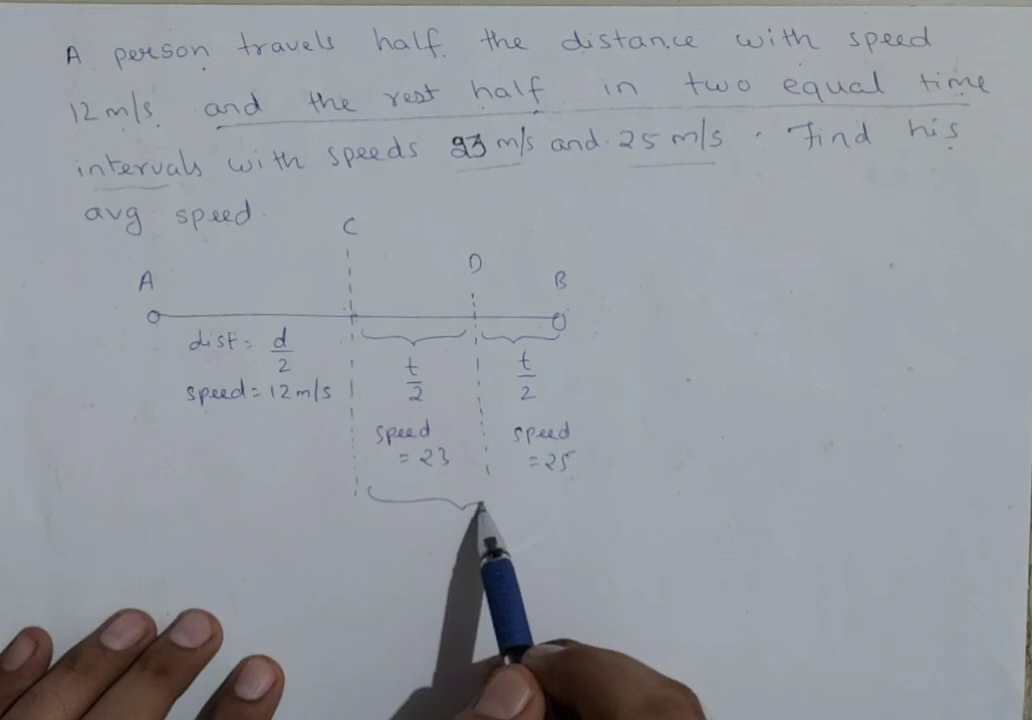 A person travels half the distance with speed
12 m/s. and the rest half in two equal time
intervals with speeds 23 m/s and 25 m/s. Find his
avg speed.
C
D
A
B
dist = d/2
speed = 12 m/s
t/2
t/2
speed
= 23
speed
= 25